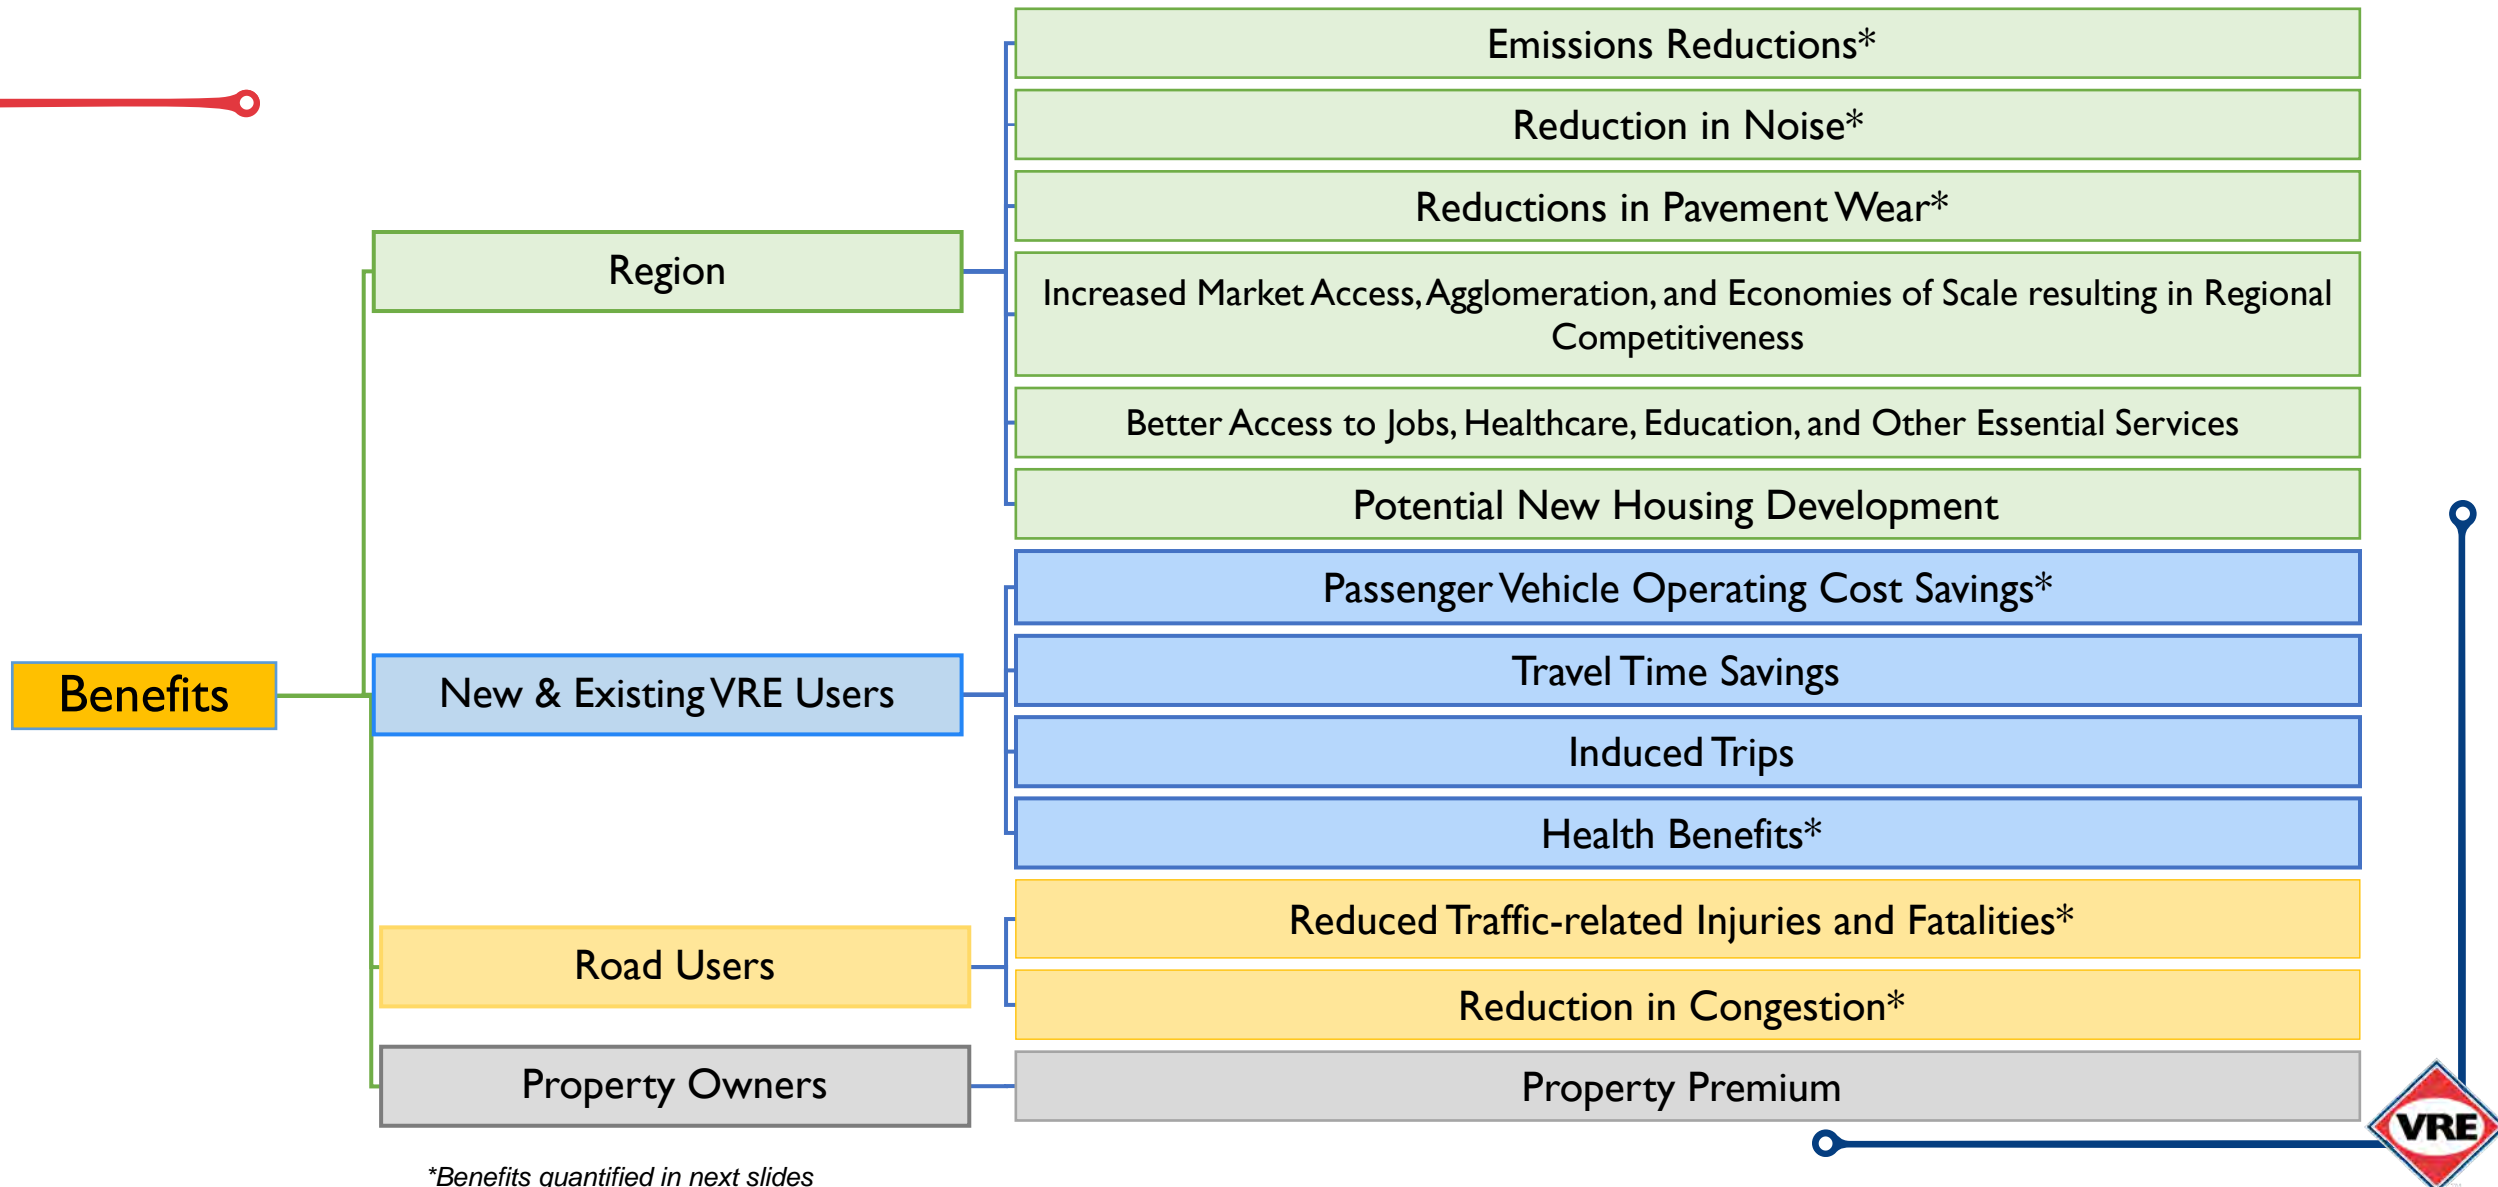 Benefits
Region
Emissions Reductions*
Reduction in Noise*
Reductions in Pavement Wear*
Increased Market Access, Agglomeration, and Economies of Scale resulting in Regional
Competitiveness
Better Access to Jobs, Healthcare, Education, and Other Essential Services
Potential New Housing Development
New & Existing VRE Users
Passenger Vehicle Operating Cost Savings*
Travel Time Savings
Induced Trips
Health Benefits*
Road Users
Reduced Traffic-related Injuries and Fatalities*
Reduction in Congestion*
Property Owners
Property Premium
VRE
*Benefits quantified in next slides